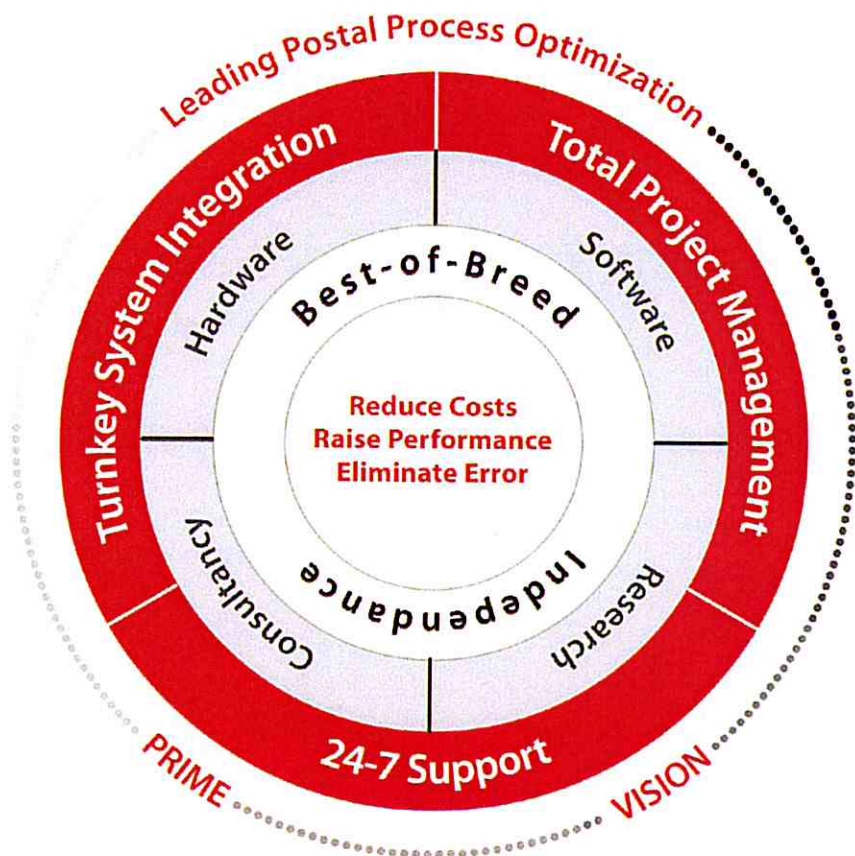 Leading Postal Process Optimization
Turnkey System Integration
Total Project Management
Hardware
Software
Best-of-Breed
Reduce Costs
Raise Performance
Eliminate Error
Independance
Consultancy
Research
24-7 Support
PRIME
VISION